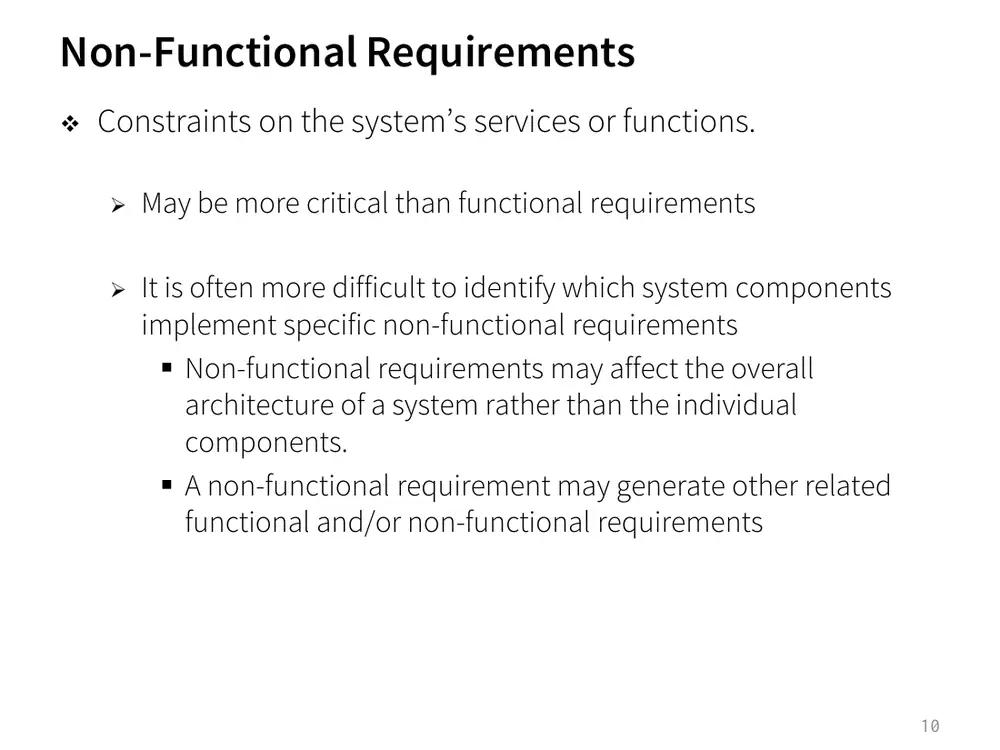 Non-Functional Requirements
❖ Constraints on the system’s services or functions.
➢ May be more critical than functional requirements
➢ It is often more difficult to identify which system components
implement specific non-functional requirements
▪ Non-functional requirements may affect the overall
architecture of a system rather than the individual
components.
▪ A non-functional requirement may generate other related
functional and/or non-functional requirements
10